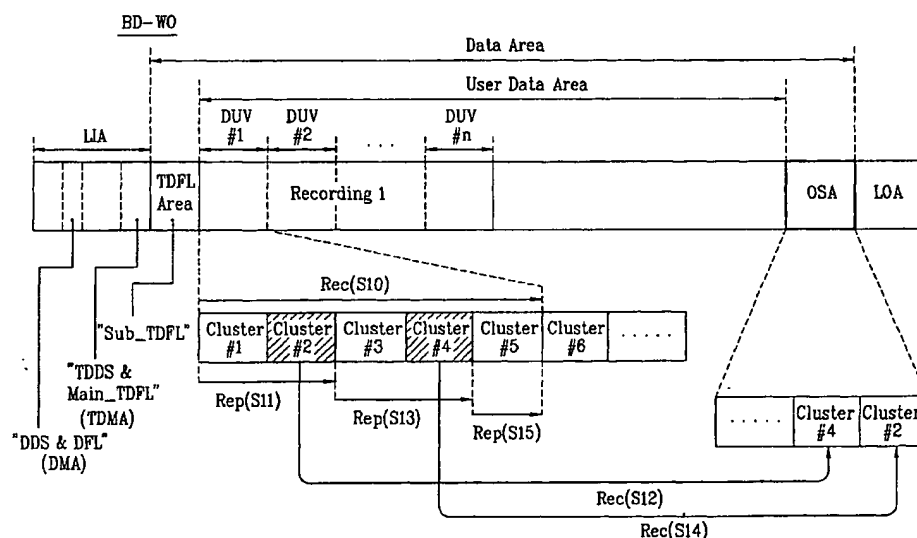 BD-WO
Data Area
User Data Area
LIA
DUV
#1
DUV
#2
. . . .
DUV
#n
TDFL
Area
Recording 1
OSA
LOA
Rec(S10)
"Sub_TDFL"
Cluster
#1
Cluster
#2
Cluster
#3
Cluster
#4
Cluster
#5
Cluster
#6
.....
"TDDS &
Main_TDFL"
(TDMA)
Rep(S11)
Rep(S13)
Rep(S15)
"DDS & DFL"
(DMA)
.....
Cluster
#4
Cluster
#2
Rec(S12)
Rec(S14)